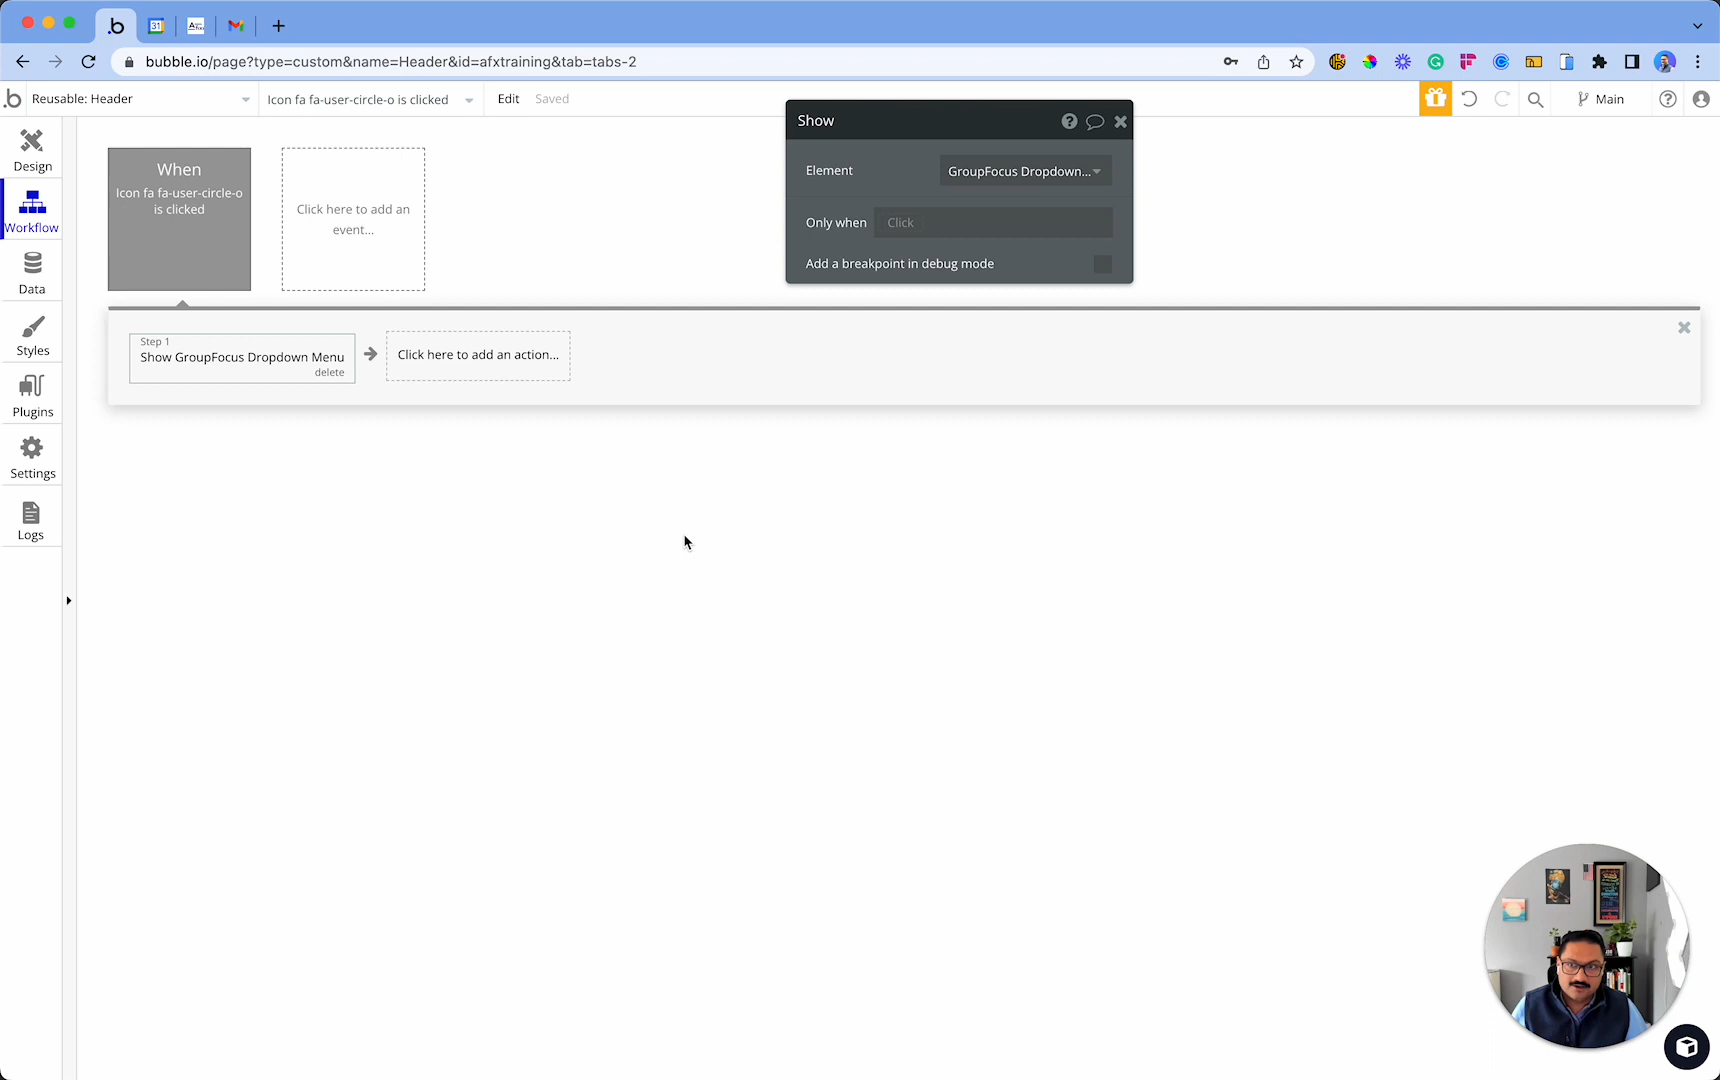 31
bubble.io/page?type=custom&name=Header&id=afxtraining&tab=tabs-2
Reusable: Header
Icon fa fa-user-circle-o is clicked
Edit
Saved
Main
Design
Workflow
Data
Styles
Plugins
Settings
Logs
When
Icon fa fa-user-circle-o
is clicked
Click here to add an
event...
Show
Element
GroupFocus Dropdown...
Only when
Click
Add a breakpoint in debug mode
Step 1
Show GroupFocus Dropdown Menu
delete
Click here to add an action...